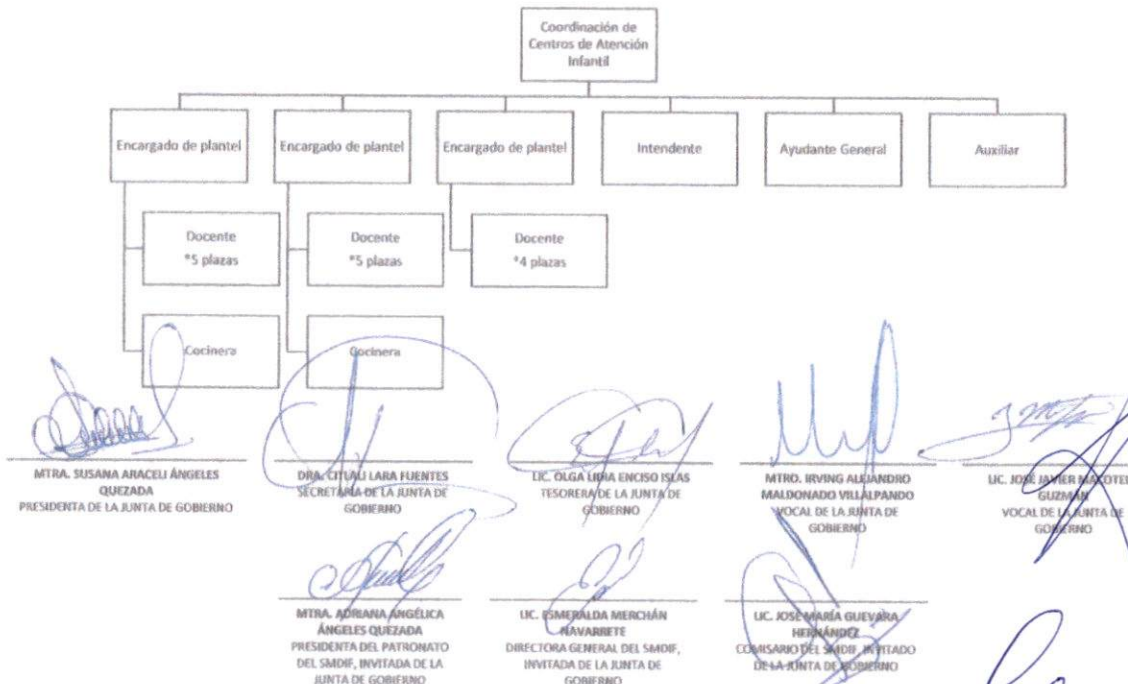 Coordinación de
Centros de Atención
Infantil
Encargado de plantel
Encargado de plantel
Encargado de plantel
Intendente
Ayudante General
Auxiliar
Docente
*5 plazas
Docente
*5 plazas
Docente
*4 plazas
Cocinera
Cocinera
MTRA. SUSANA ARACELI ÁNGELES
QUEZADA
PRESIDENTA DE LA JUNTA DE GOBIERNO
DRA. CITLALI LARA FUENTES
SECRETARIA DE LA JUNTA DE
GOBIERNO
LIC. OLGA LIDIA ENCISO ISLAS
TESORERA DE LA JUNTA DE
GOBIERNO
MTRO. IRVING ALEJANDRO
MALDONADO VILLALPANDO
VOCAL DE LA JUNTA DE
GOBIERNO
LIC. JOSÉ JAVIER
GUZMÁN
VOCAL DE LA JUNTA DE
GOBIERNO
MTRA. ADRIANA ANGÉLICA
ÁNGELES QUEZADA
PRESIDENTA DEL PATRONATO
DEL SMDIF, INVITADA DE LA
JUNTA DE GOBIERNO
LIC. ESMERALDA MERCHÁN
NAVARRETE
DIRECTORA GENERAL DEL SMDIF,
INVITADA DE LA JUNTA DE
GOBIERNO
LIC. JOSÉ MARÍA GUEVARA
HERNÁNDEZ
COMISARIO DEL SMDIF, INVITADO
DE LA JUNTA DE GOBIERNO